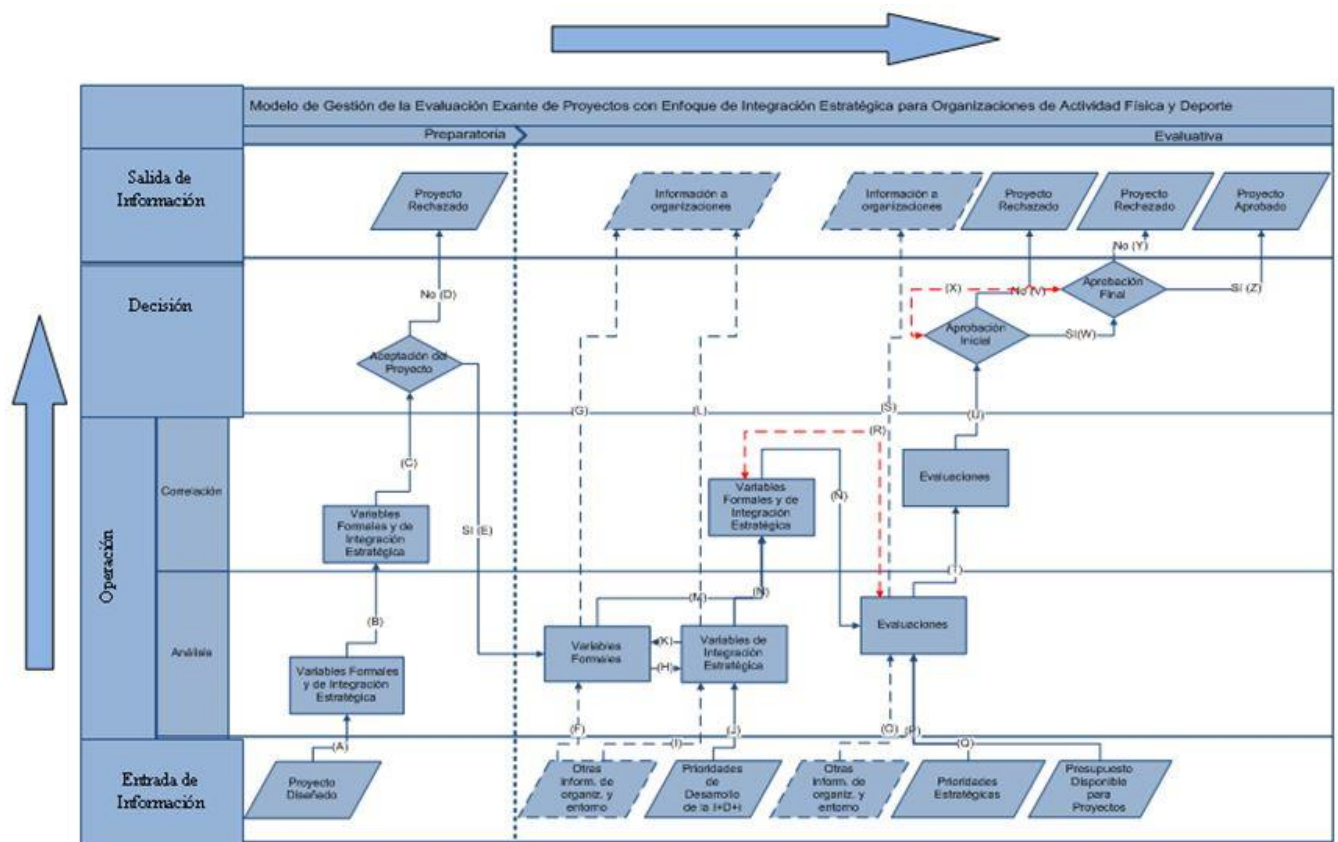 Modelo de Gestión de la Evaluación Exante de Proyectos con Enfoque de Integración Estratégica para Organizaciones de Actividad Física y Deporte
Preparatoria
Evaluativa
Salida de
Información
Proyecto
Rechazado
Información a
organizaciones
Información a
organizaciones
Proyecto
Rechazado
Proyecto
Rechazado
Proyecto
Aprobado
No (D)
No (Y)
Decisión
Aceptación del
Proyecto
(X)
No (V)
Aprobación
Final
Sí (Z)
Aprobación
Inicial
Sí(W)
(G)
(L)
(S)
(U)
Operación
Correlación
(C)
(R)
Variables
Formales y de
Integración
Estratégica
(Ñ)
Evaluaciones
Variables
Formales y de
Integración
Estratégica
Sí (E)
(T)
Análisis
(B)
(M)
(N)
Variables
Formales
(K)
(H)
Variables de
Integración
Estratégica
Evaluaciones
Variables Formales
y de Integración
Estratégica
(A)
(F)
(I)
(J)
(O)
(P)
(Q)
Entrada de
Información
Proyecto
Diseñado
Otras
Inform. de
organiz. y
entorno
Prioridades
de
Desarrollo
de la I+D+i
Otras
Inform. de
organiz. y
entorno
Prioridades
Estratégicas
Presupuesto
Disponible
para
Proyectos